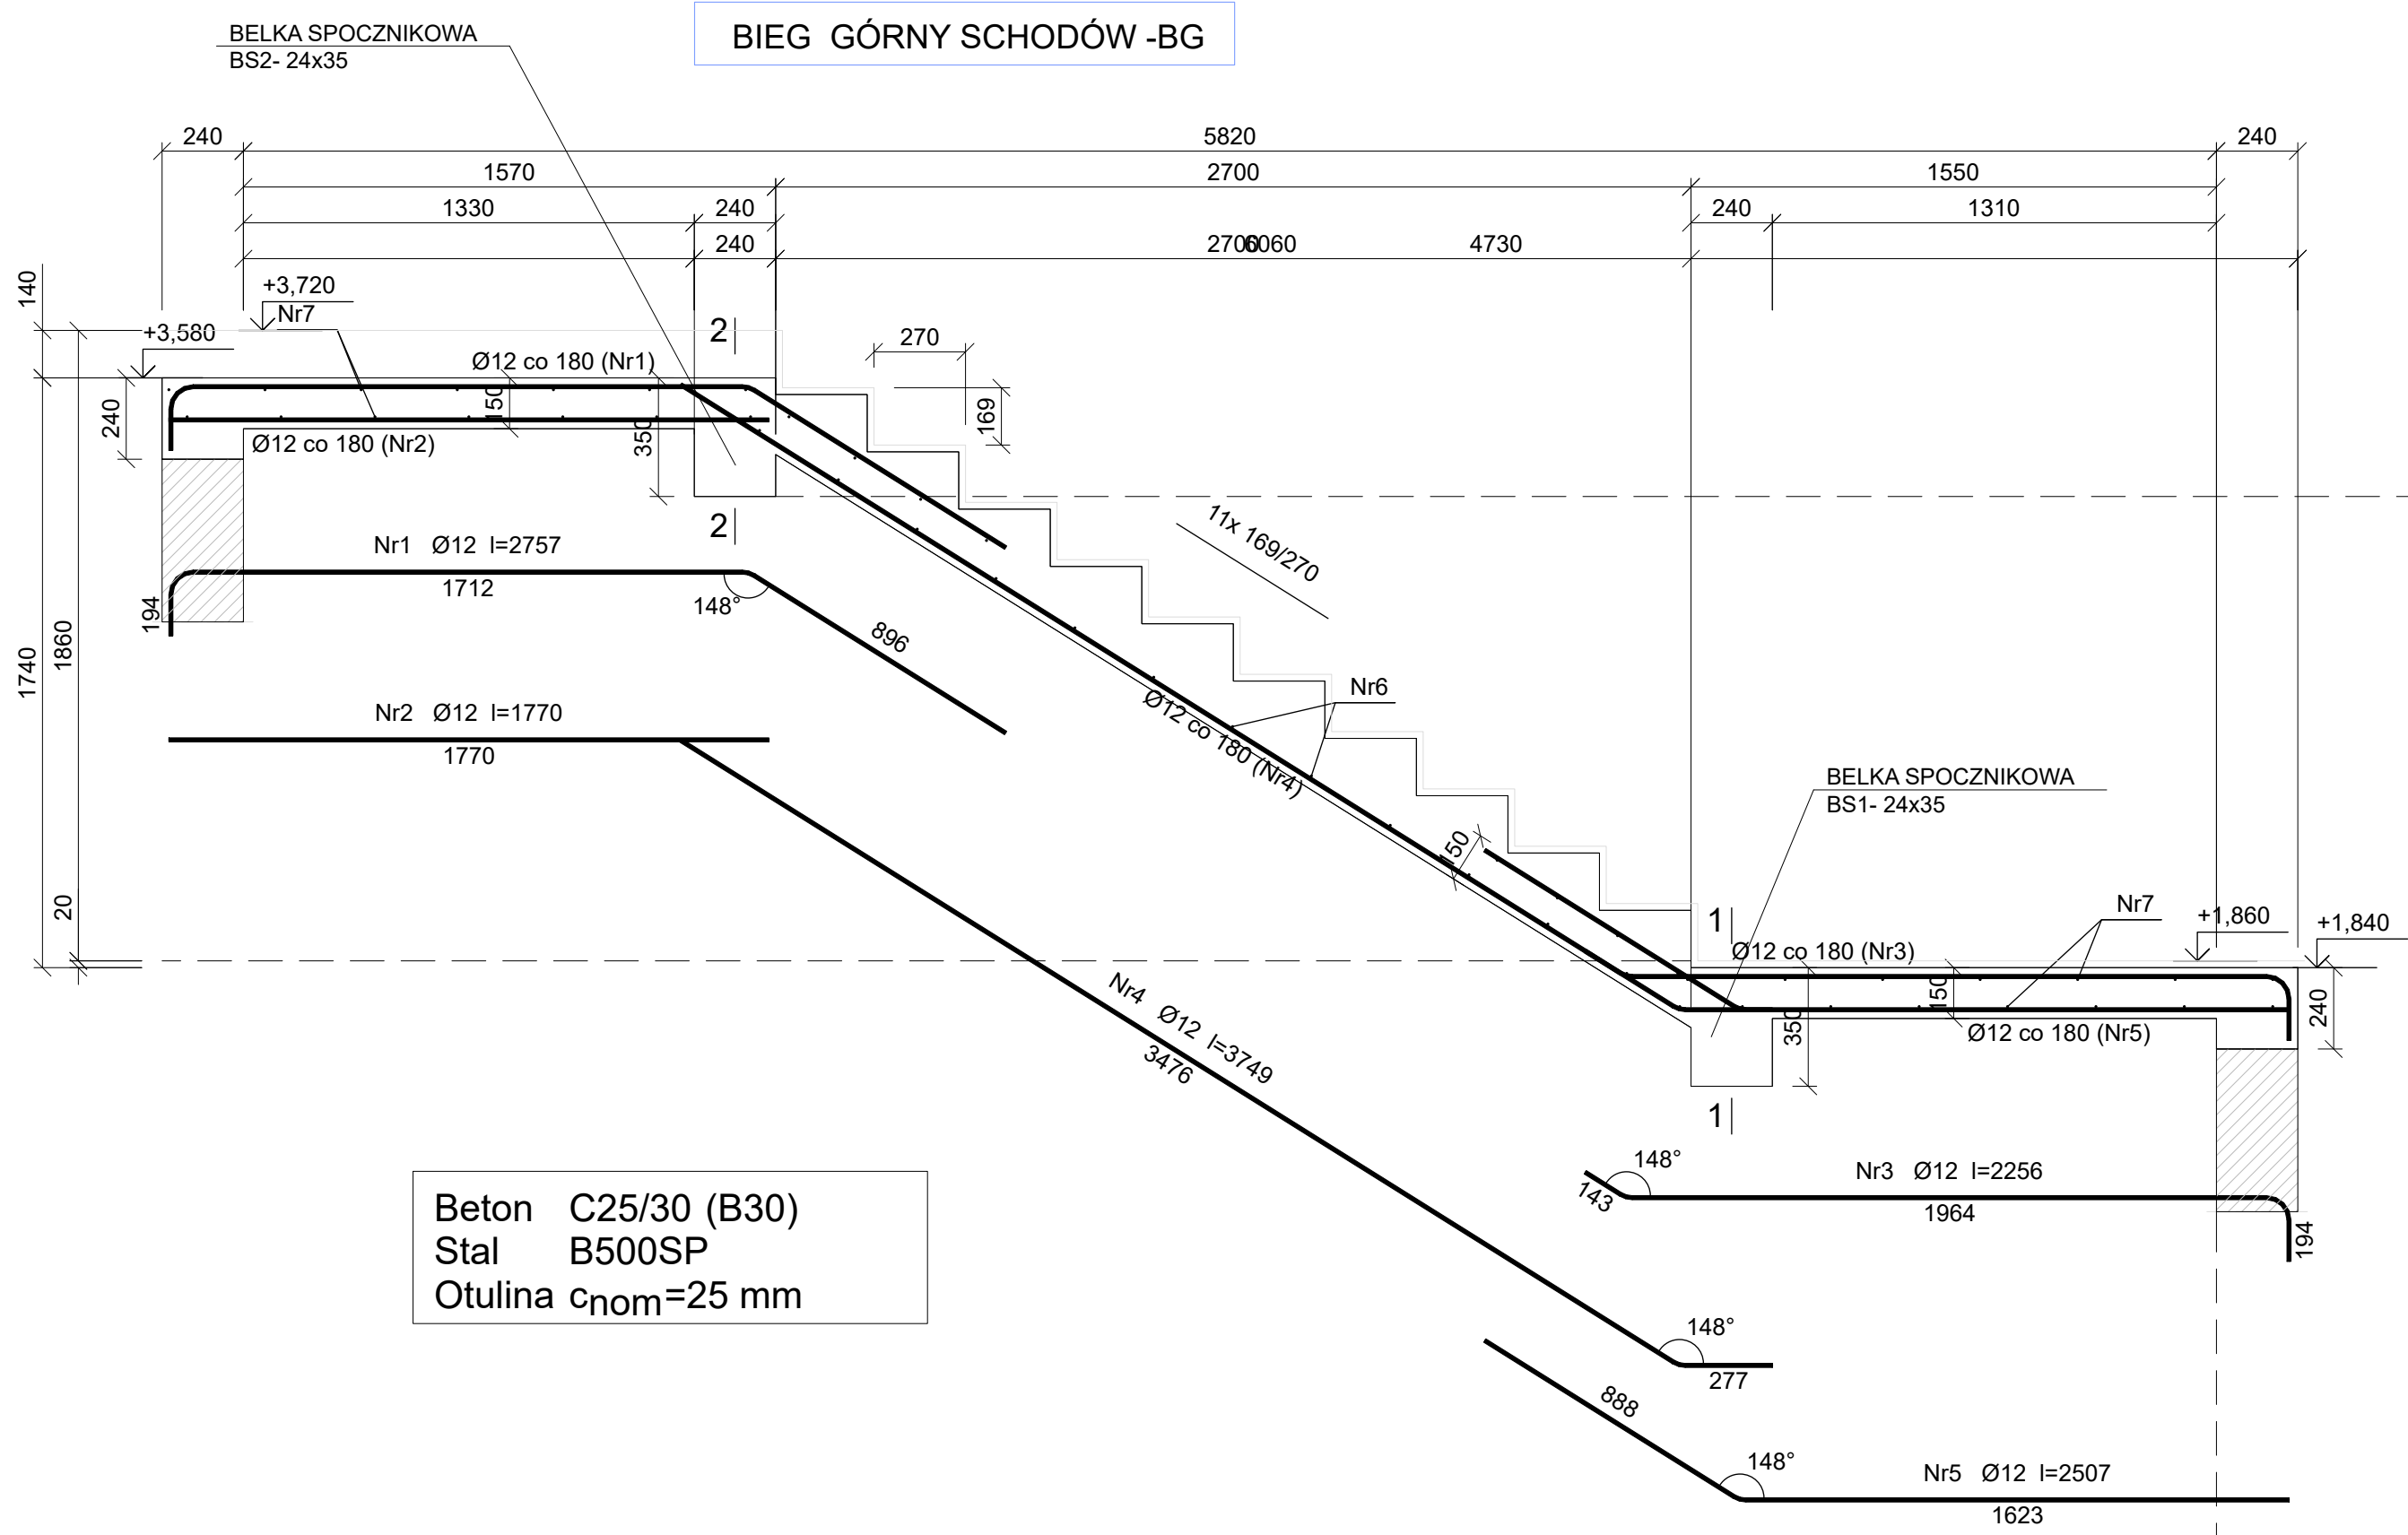 BIEG GÓRNY SCHODÓW -BG
BELKA SPOCZNIKOWA
BS2- 24x35
240
5820
240
1570
2700
1550
1330
240
240
1310
240
2700
6060
4730
140
+3,720
Nr7
+3,580
2
270
Ø12 co 180 (Nr1)
150
240
350
169
Ø12 co 180 (Nr2)
2
11x 169/270
Nr1 Ø12 l=2757
1712
194
148°
896
1860
1740
Nr6
Ø12 co 180 (Nr4)
Nr2 Ø12 l=1770
1770
BELKA SPOCZNIKOWA
BS1- 24x35
150
20
1
Nr7
+1,860
+1,840
Ø12 co 180 (Nr3)
150
350
240
Ø12 co 180 (Nr5)
Nr4 Ø12 l=3749
3476
1
148°
143
Nr3 Ø12 l=2256
1964
194
Beton C25/30 (B30)
Stal B500SP
Otulina cnom=25 mm
148°
277
888
148°
Nr5 Ø12 l=2507
1623